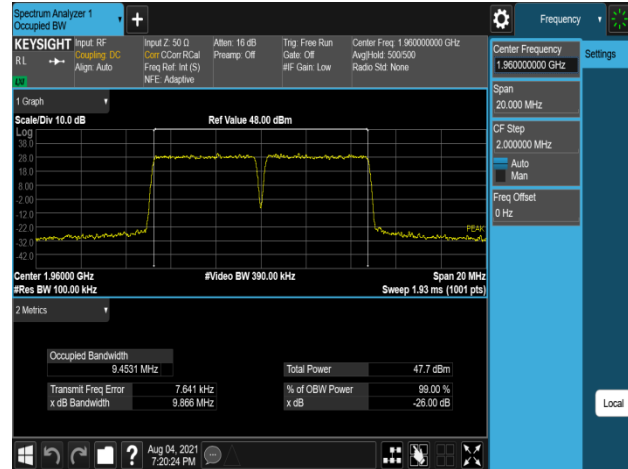 Spectrum Analyzer 1
Occupied BW
Frequency
KEYSIGHT Input: RF
RL
Coupling: DC
Align: Auto
LW
Input Z: 50 Ω
Corr CCorr RCal
Freq Ref: Int (S)
NFE: Adaptive
Atten: 16 dB
Preamp: Off
Trig: Free Run
Gate: Off
#IF Gain: Low
Center Freq: 1.960000000 GHz
Avg|Hold: 500/500
Radio Std: None
Center Frequency
1.960000000 GHz
Settings
Span
20.000 MHz
CF Step
2.000000 MHz
Auto
Man
Freq Offset
0 Hz
Local
1 Graph
Scale/Div 10.0 dB
Ref Value 48.00 dBm
Log
38.0
28.0
18.0
8.00
-2.00
-12.0
-22.0
-32.0
-42.0
PEAK
Center 1.96000 GHz
#Video BW 390.00 kHz
Span 20 MHz
#Res BW 100.00 kHz
Sweep 1.93 ms (1001 pts)
2 Metrics
Occupied Bandwidth
9.4531 MHz
Total Power 47.7 dBm
Transmit Freq Error 7.641 kHz
% of OBW Power 99.00 %
x dB Bandwidth 9.866 MHz
x dB -26.00 dB
Aug 04, 2021
7:20:24 PM